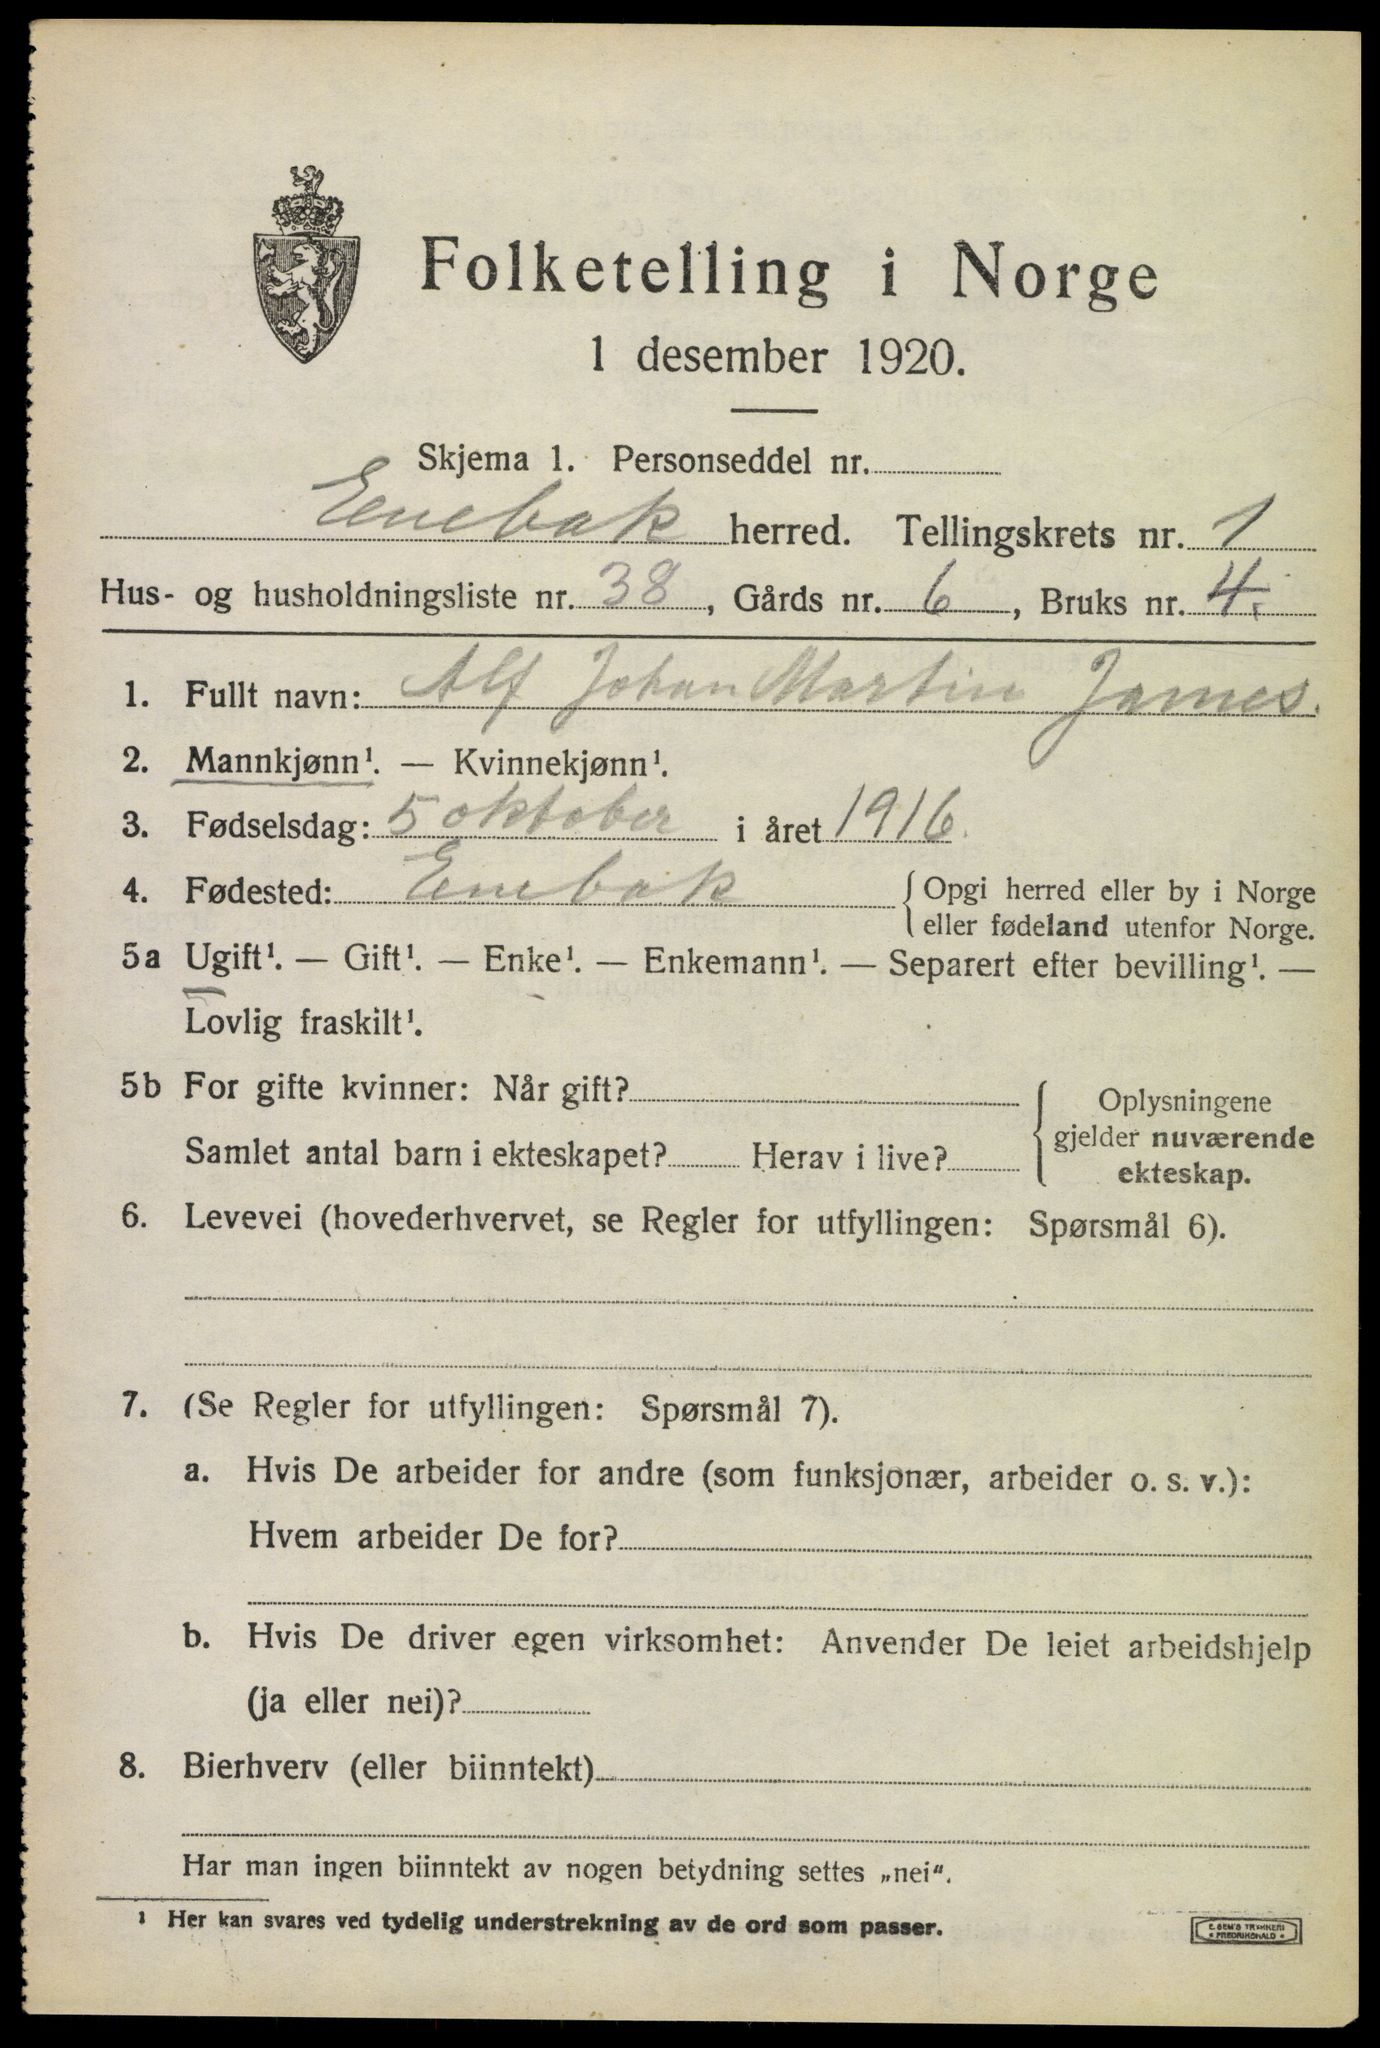 Folketelling i Norge
1 desember 1920.
Skjema 1. Personseddel nr.
Enebak herred. Tellingskrets nr. 1
Hus- og husholdningsliste nr. 38, Gårds nr. 6, Bruks nr. 4.
1. Fullt navn: Alf Johan Martin James.
2. Mannkjønn¹. — Kvinnekjønn¹.
3. Fødselsdag: 5 oktober i året 1916.
4. Fødested: Enebak { Opgi herred eller by i Norge
eller fødeland utenfor Norge.
5a Ugift¹. — Gift¹. — Enke¹. — Enkemann¹. — Separert efter bevilling¹. —
Lovlig fraskilt¹.
5b For gifte kvinner: Når gift?
Samlet antal barn i ekteskapet? Herav i live?
Oplysningene
gjelder nuværende
ekteskap.
6. Levevei (hovederhvervet, se Regler for utfyllingen: Spørsmål 6).
7. (Se Regler for utfyllingen: Spørsmål 7).
a. Hvis De arbeider for andre (som funksjonær, arbeider o. s. v.):
Hvem arbeider De for?
b. Hvis De driver egen virksomhet: Anvender De leiet arbeidshjelp
(ja eller nei)?
8. Bierhverv (eller biinntekt)
Har man ingen biinntekt av nogen betydning settes „nei".
¹ Her kan svares ved tydelig understrekning av de ord som passer.
E. SEM'S TRYKKERI
FREDRIKSHALD